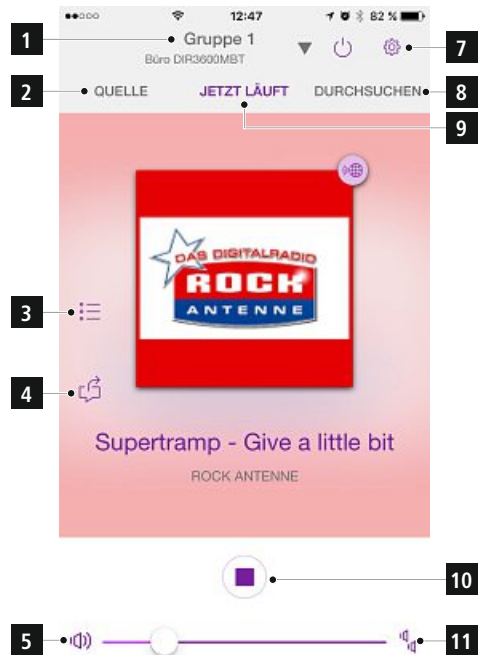 12:47
82 %
1
Gruppe 1
7
Büro DIR3600MBT
2
QUELLE
JETZT LÄUFT
DURCHSUCHEN
8
9
DAS DIGITALRADIO
ROCK
ANTENNE
3
4
Supertramp - Give a little bit
ROCK ANTENNE
10
5
11